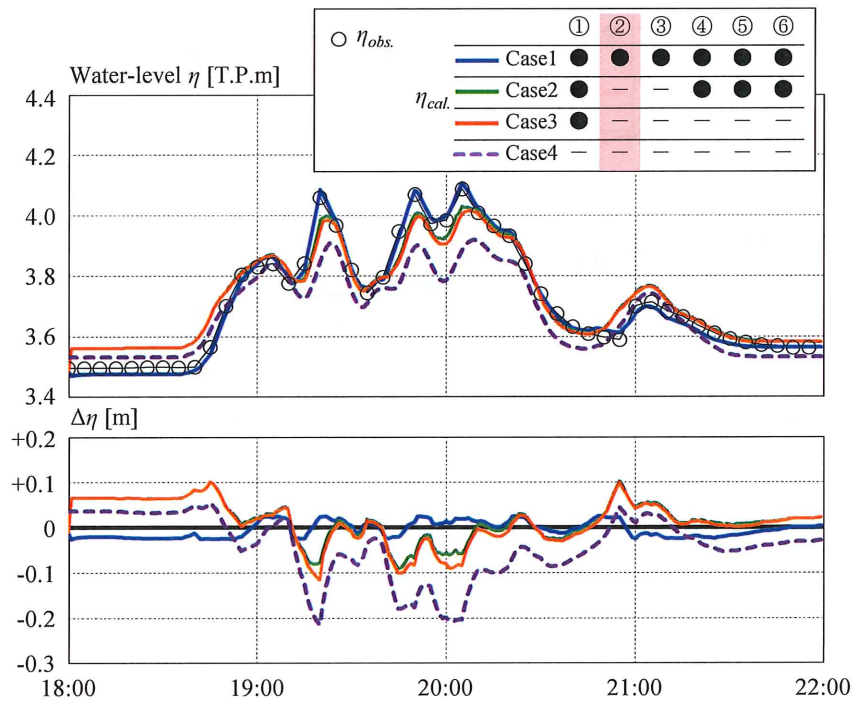 ① ② ③ ④ ⑤ ⑥
η_obs.
Case1 ● ● ● ● ● ●
Water-level η [T.P.m]
η_cal.
Case2 ● – – ● ● ●
Case3 ● – – – – –
Case4 – – – – – –
4.4
4.2
4.0
3.8
3.6
3.4
Δη [m]
+0.2
+0.1
0
-0.1
-0.2
-0.3
18:00 19:00 20:00 21:00 22:00